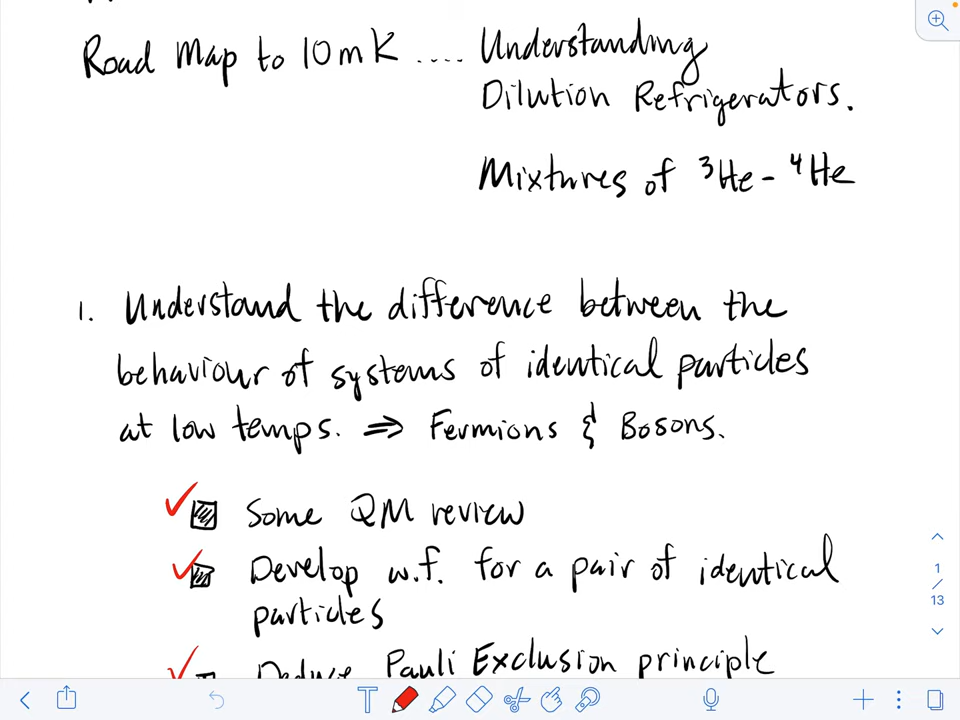 Road Map to 10mK ..... Understanding
Dilution Refrigerators.
Mixtures of ³He - ⁴He
1. Understand the difference between the
behaviour of systems of identical particles
at low temps. ⇒ Fermions & Bosons.
Some QM review
Develop w.f. for a pair of identical
particles
Deduce Pauli Exclusion principle
1
/
13
T